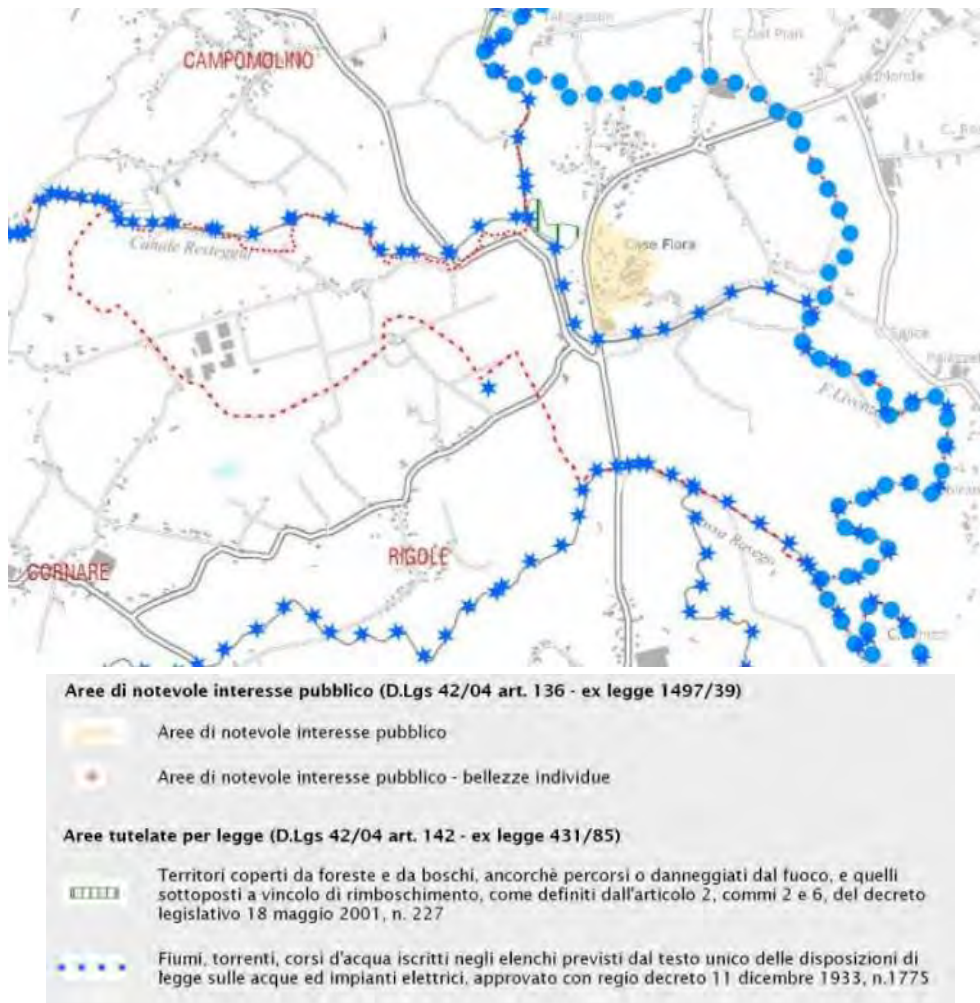 CAMPOMOLINO
C. Dal Pian
Canale Resteggia
Case Fiora
F. Livenza
RIGOLE
CORNARE
Aree di notevole interesse pubblico (D.Lgs 42/04 art. 136 - ex legge 1497/39)
Aree di notevole interesse pubblico
Aree di notevole interesse pubblico - bellezze individue
Aree tutelate per legge (D.Lgs 42/04 art. 142 - ex legge 431/85)
Territori coperti da foreste e da boschi, ancorchè percorsi o danneggiati dal fuoco, e quelli
sottoposti a vincolo di rimboschimento, come definiti dall'articolo 2, commi 2 e 6, del decreto
legislativo 18 maggio 2001, n. 227
Fiumi, torrenti, corsi d'acqua iscritti negli elenchi previsti dal testo unico delle disposizioni di
legge sulle acque ed impianti elettrici, approvato con regio decreto 11 dicembre 1933, n.1775